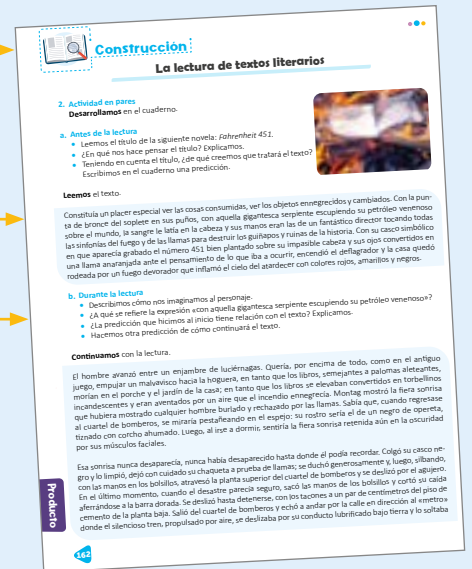 Construcción
La lectura de textos literarios
2. Actividad en pares
Desarrollamos en el cuaderno.
a. Antes de la lectura
• Leemos el título de la siguiente novela: Fahrenheit 451.
• ¿En qué nos hace pensar el título? Explicamos.
• Teniendo en cuenta el título, ¿de qué creemos que tratará el texto?
Escribimos en el cuaderno una predicción.
Leemos el texto.
Constituía un placer especial ver las cosas consumidas, ver los objetos ennegrecidos y cambiados. Con la pun-
ta de bronce del soplete en sus puños, con aquella gigantesca serpiente escupiendo su petróleo venenoso
sobre el mundo, la sangre le latía en la cabeza y sus manos eran las de un fantástico director tocando todas
las sinfonías del fuego y de las llamas para destruir los guiñapos y ruinas de la historia. Con su casco simbólico
en que aparecía grabado el número 451 bien plantado sobre su impasible cabeza y sus ojos convertidos en
una llama anaranjada ante el pensamiento de lo que iba a ocurrir, encendió el deflagrador y la casa quedó
rodeada por un fuego devorador que inflamó el cielo del atardecer con colores rojos, amarillos y negros.
b. Durante la lectura
• Describimos cómo nos imaginamos al personaje.
• ¿A qué se refiere la expresión «con aquella gigantesca serpiente escupiendo su petróleo venenoso»?
• ¿La predicción que hicimos al inicio tiene relación con el texto? Explicamos.
• Hacemos otra predicción de cómo continuará el texto.
Continuamos con la lectura.
El hombre avanzó entre un enjambre de luciérnagas. Quería, por encima de todo, como en el antiguo
juego, empujar un malvavisco hacia la hoguera, en tanto que los libros, semejantes a palomas aleteantes,
morían en el porche y el jardín de la casa; en tanto que los libros se elevaban convertidos en torbellinos
incandescentes y eran aventados por un aire que el incendio ennegrecía. Montag mostró la fiera sonrisa
que hubiera mostrado cualquier hombre burlado y rechazado por las llamas. Sabía que, cuando regresase
al cuartel de bomberos, se miraría pestañeando en el espejo: su rostro sería el de un negro de opereta,
tiznado con corcho ahumado. Luego, al irse a dormir, sentiría la fiera sonrisa retenida aún en la oscuridad
por sus músculos faciales.
Esa sonrisa nunca desaparecía, nunca había desaparecido hasta donde él podía recordar. Colgó su casco ne-
gro y lo limpió, dejó con cuidado su chaqueta a prueba de llamas; se duchó generosamente y, luego, silbando,
con las manos en los bolsillos, atravesó la planta superior del cuartel de bomberos y se deslizó por el agujero.
En el último momento, cuando el desastre parecía seguro, sacó las manos de los bolsillos y cortó su caída
aferrándose a la barra dorada. Se deslizó hasta detenerse, con los tacones a un par de centímetros del piso de
cemento de la planta baja. Salió del cuartel de bomberos y echó a andar por la calle en dirección al «metro»
donde el silencioso tren, propulsado por aire, se deslizaba por su conducto lubrificado bajo tierra y lo soltaba
Producto
162